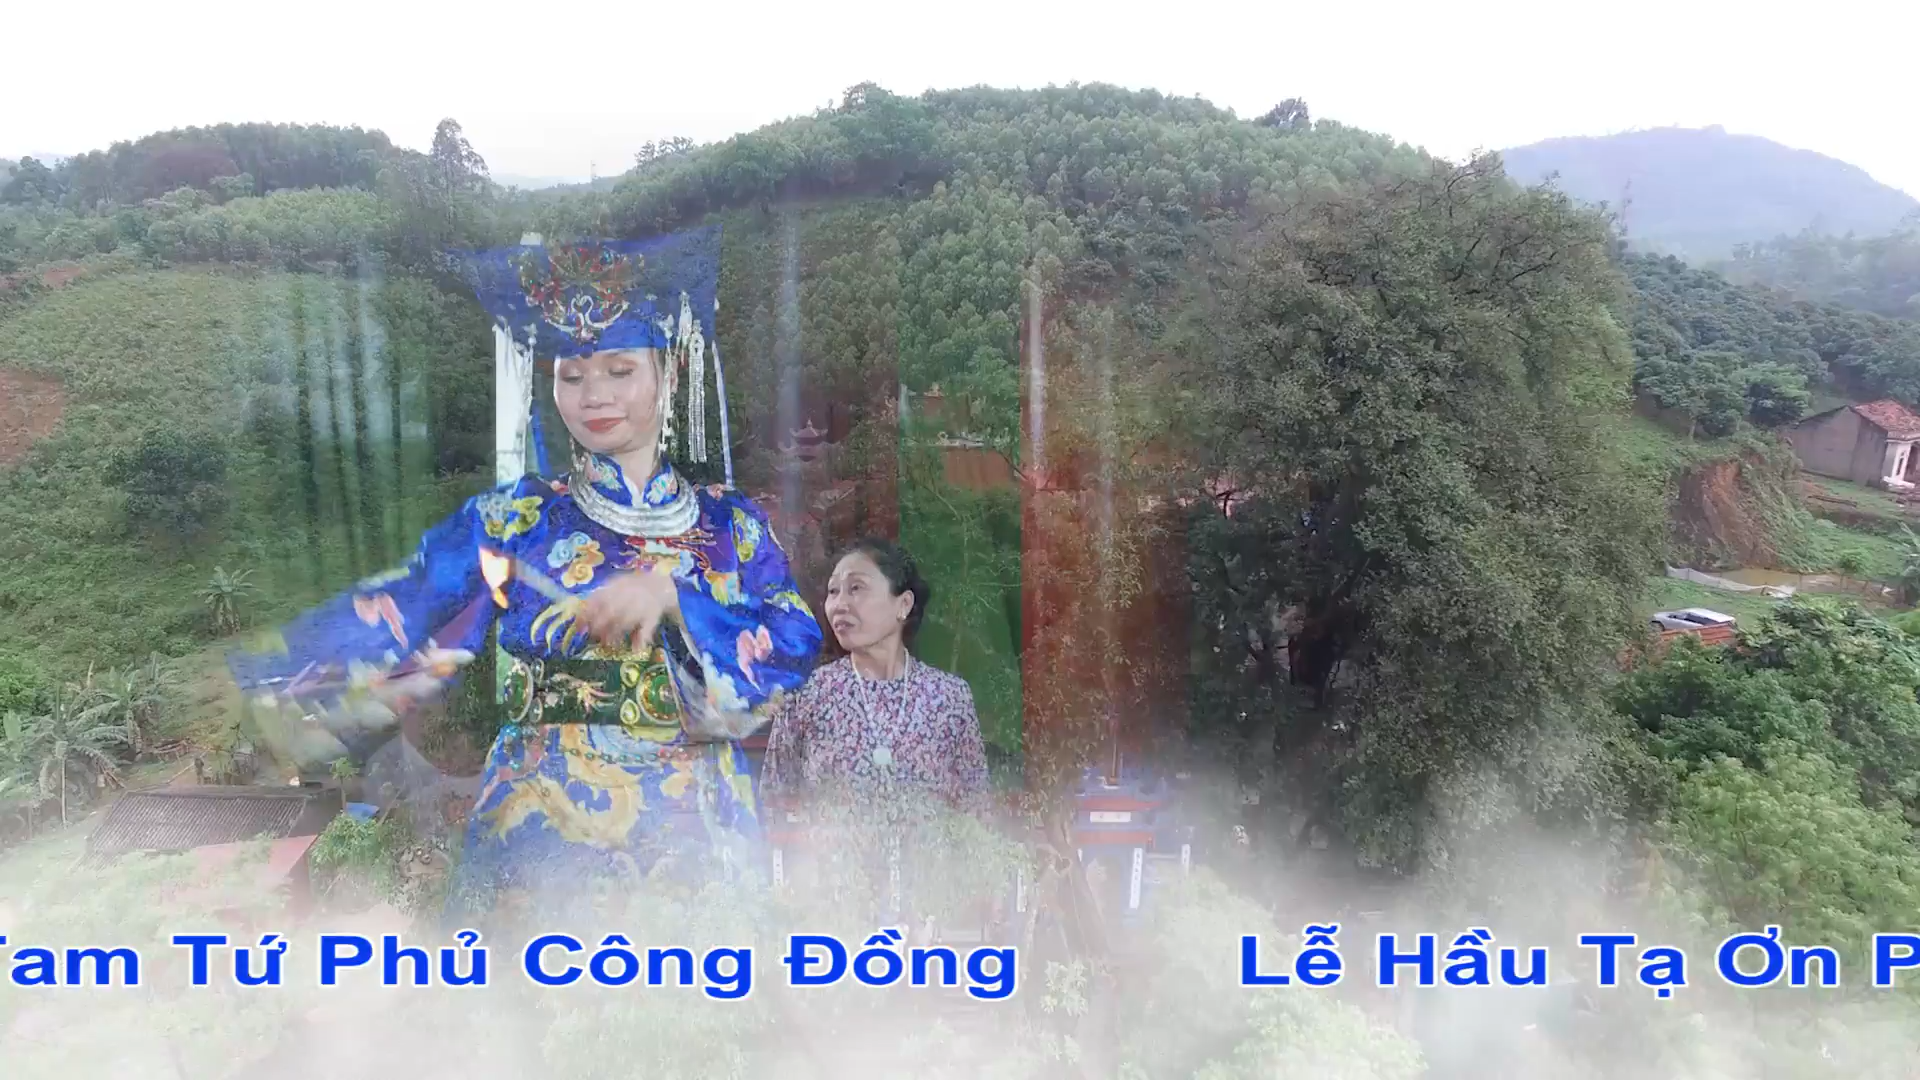 Tam Tứ Phủ Công Đồng Lễ Hầu Tạ Ơn P